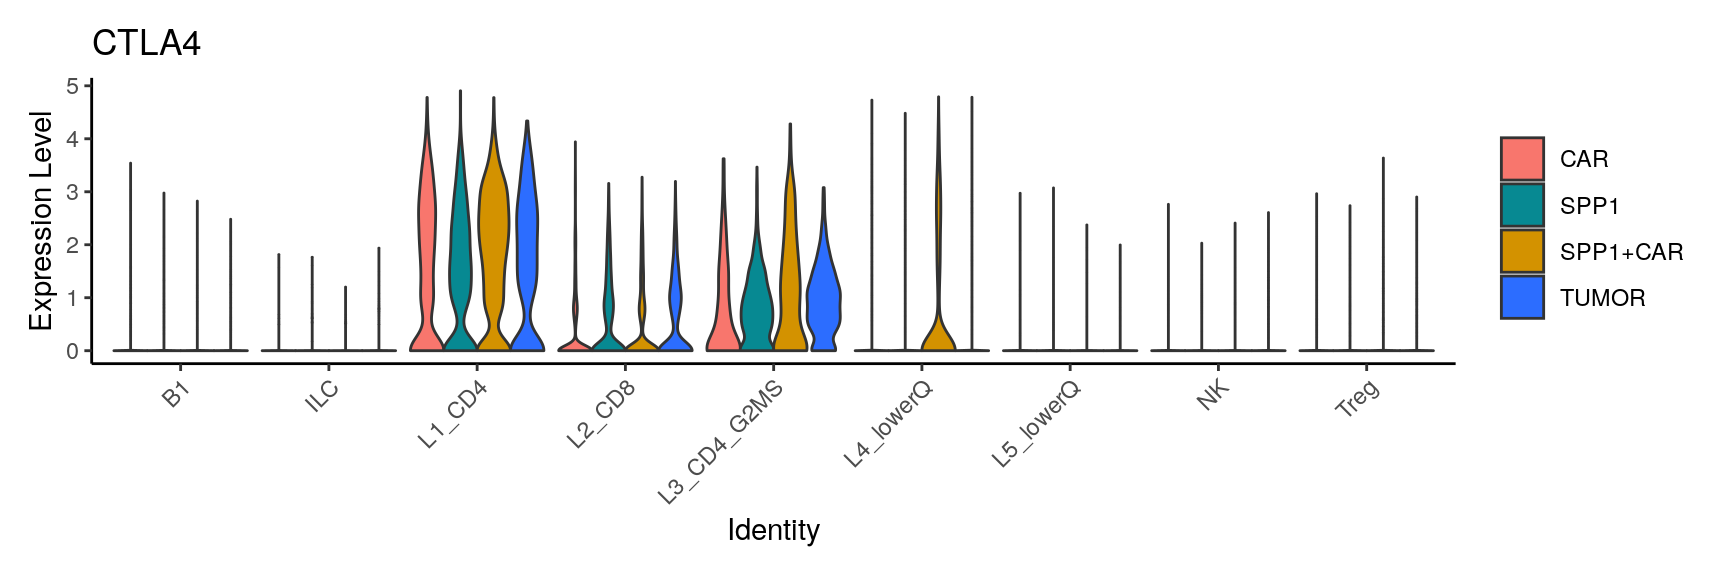 CTLA4
Expression Level
5
4
3
2
1
0
B1
ILC
L1_CD4
L2_CD8
L3_CD4_G2MS
L4_lowerQ
L5_lowerQ
NK
Treg
Identity
CAR
SPP1
SPP1+CAR
TUMOR